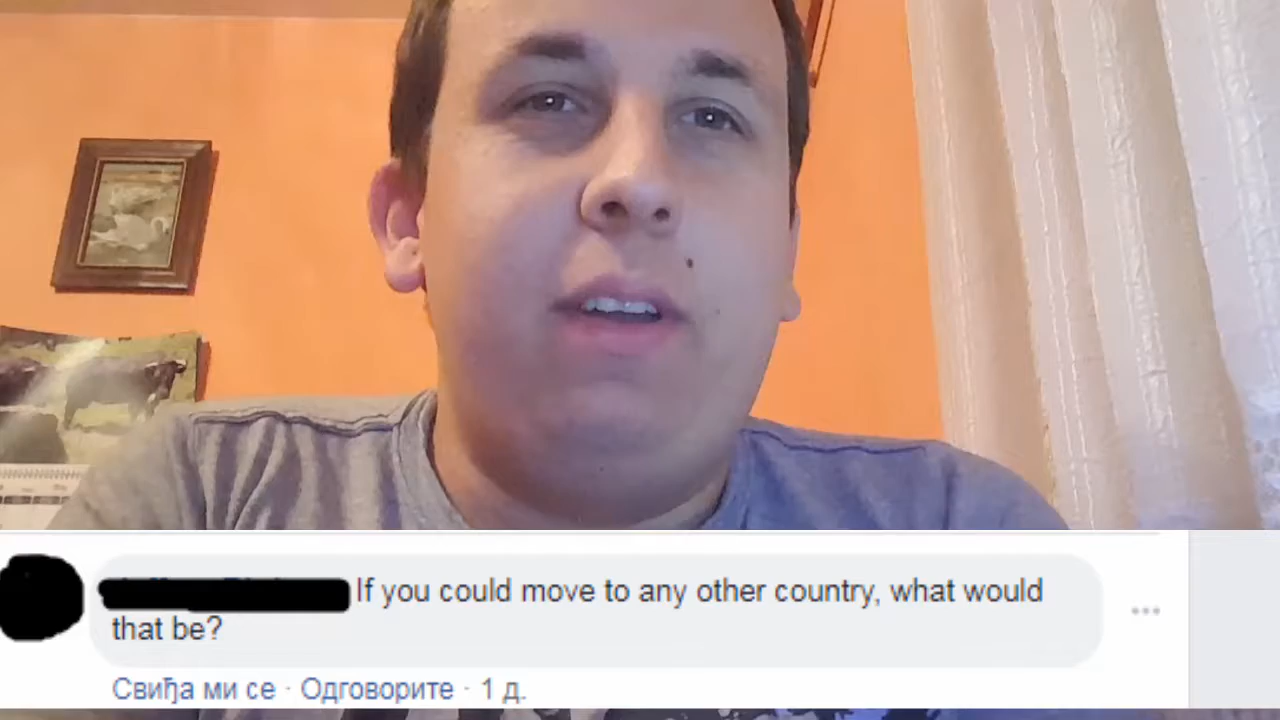 If you could move to any other country, what would
that be?
Свиђа ми се · Одговорите · 1 д.